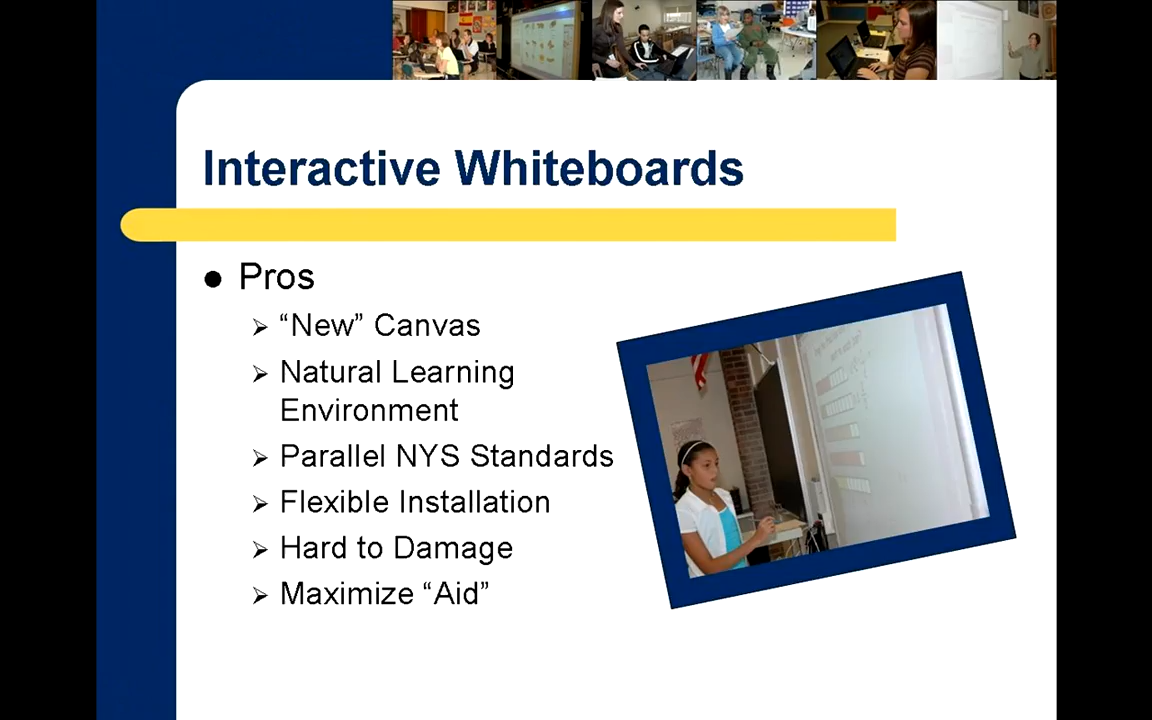 Interactive Whiteboards
Pros
“New” Canvas
Natural Learning
Environment
Parallel NYS Standards
Flexible Installation
Hard to Damage
Maximize “Aid”